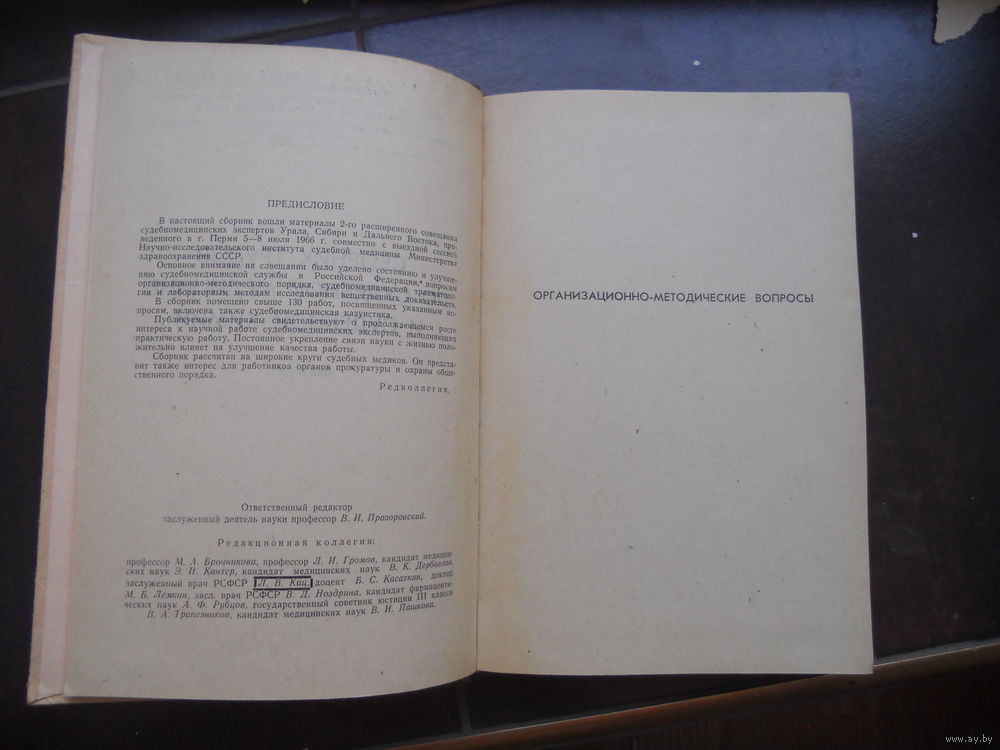 ПРЕДИСЛОВИЕ
В настоящий сборник вошли материалы 2-го расширенного совещания
судебномедицинских экспертов Урала, Сибири и Дальнего Востока, про-
веденного в г. Перми 5—8 июля 1966 г. совместно с выездной сессией
Научно-исследовательского института судебной медицины Министерства
здравоохранения СССР.
Основное внимание на совещании было уделено состоянию и улучше-
нию судебномедицинской службы в Российской Федерации, вопросам
организационно-методического порядка, судебномедицинской травматоло-
гии и лабораторным методам исследования вещественных доказательств.
В сборник помещено свыше 130 работ, посвященных указанным во-
просам, включена также судебномедицинская казуистика.
Публикуемые материалы свидетельствуют о продолжающемся росте
интереса к научной работе судебномедицинских экспертов, выполняющих
практическую работу. Постоянное укрепление связи науки с жизнью поло-
жительно влияет на улучшение качества работы.
Сборник рассчитан на широкие круги судебных медиков. Он представ-
вит также интерес для работников органов прокуратуры и охраны общес-
твенного порядка.
Редколлегия.
Ответственный редактор
заслуженный деятель науки профессор В. И. Прозоровский.
Редакционная коллегия:
профессор М. А. Бронникова, профессор Л. И. Громов, кандидат медицин-
ских наук Э. И. Кантер, кандидат медицинских наук В. К. Дербоглав,
заслуженный врач РСФСР Л. В. Кац, доцент Б. С. Касаткин, доктор
М. Б. Лемкин, засл. врач РСФСР В. Д. Ноздрина, кандидат фармацевти-
ческих наук А. Ф. Рубцов, государственный советник юстиции III класса
В. А. Трапезников, кандидат медицинских наук В. И. Пашкова.
ОРГАНИЗАЦИОННО-МЕТОДИЧЕСКИЕ ВОПРОСЫ
www.ay.by